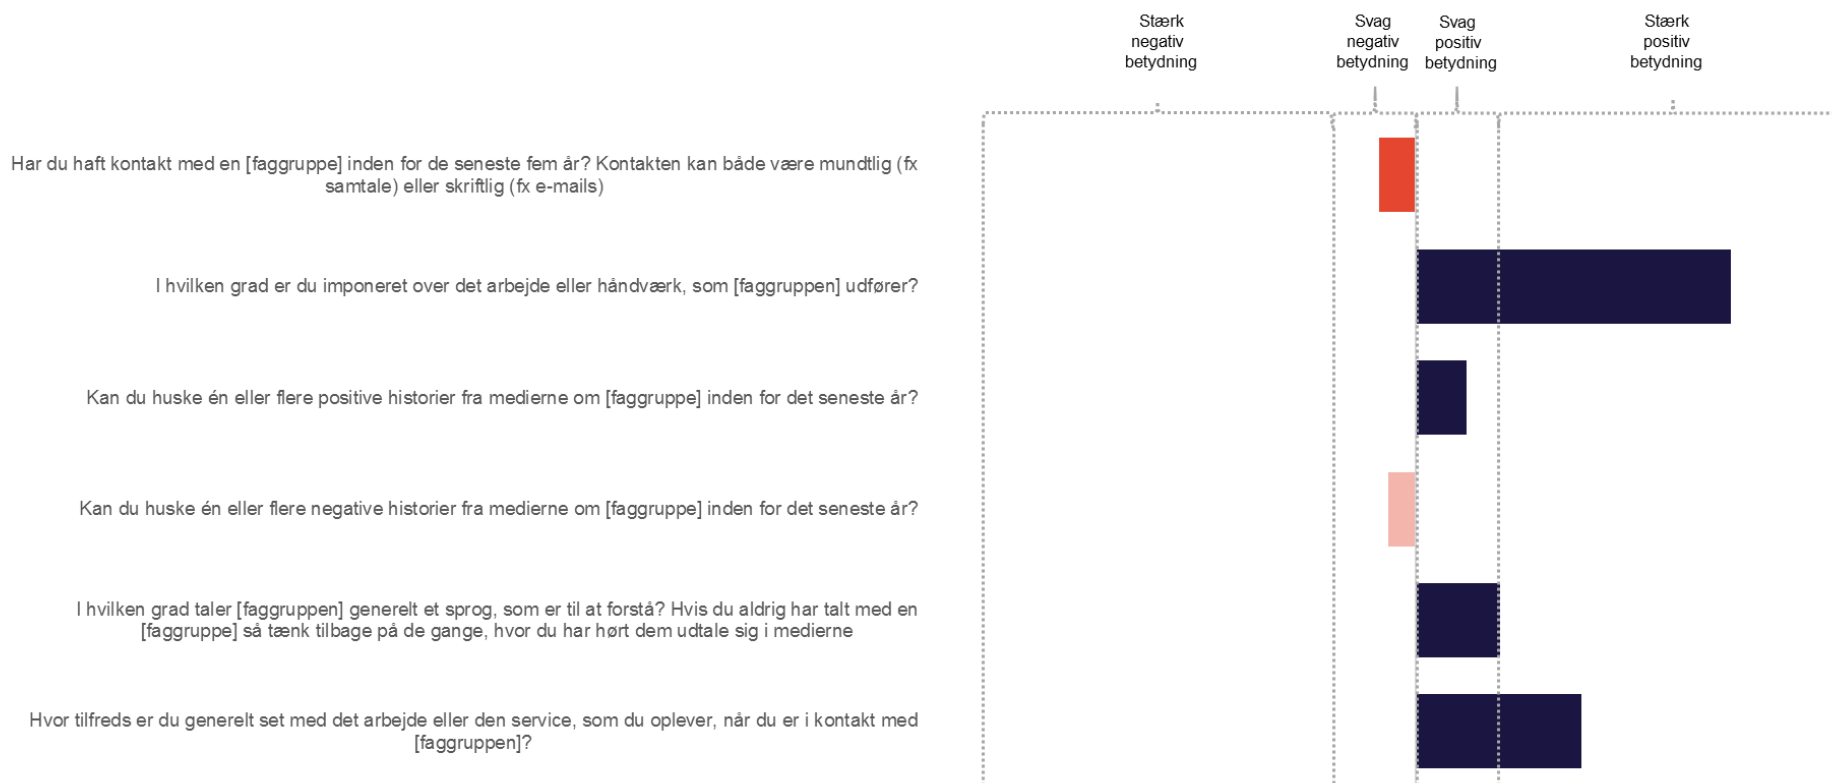 Stærk
negativ
betydning
Svag
negativ
betydning
Svag
positiv
betydning
Stærk
positiv
betydning
Har du haft kontakt med en [faggruppe] inden for de seneste fem år? Kontakten kan både være mundtlig (fx
samtale) eller skriftlig (fx e-mails)
I hvilken grad er du imponeret over det arbejde eller håndværk, som [faggruppen] udfører?
Kan du huske én eller flere positive historier fra medierne om [faggruppe] inden for det seneste år?
Kan du huske én eller flere negative historier fra medierne om [faggruppe] inden for det seneste år?
I hvilken grad taler [faggruppen] generelt et sprog, som er til at forstå? Hvis du aldrig har talt med en
[faggruppe] så tænk tilbage på de gange, hvor du har hørt dem udtale sig i medierne
Hvor tilfreds er du generelt set med det arbejde eller den service, som du oplever, når du er i kontakt med
[faggruppen]?